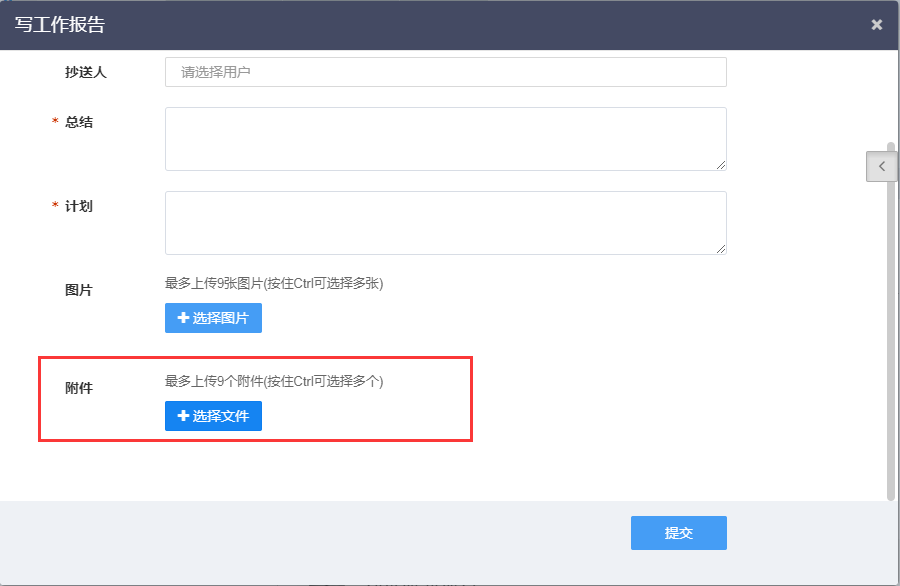 写工作报告
抄送人 请选择用户
* 总结
* 计划
图片 最多上传9张图片(按住Ctrl可选择多张)
选择图片
附件 最多上传9个附件(按住Ctrl可选择多个)
选择文件
提交